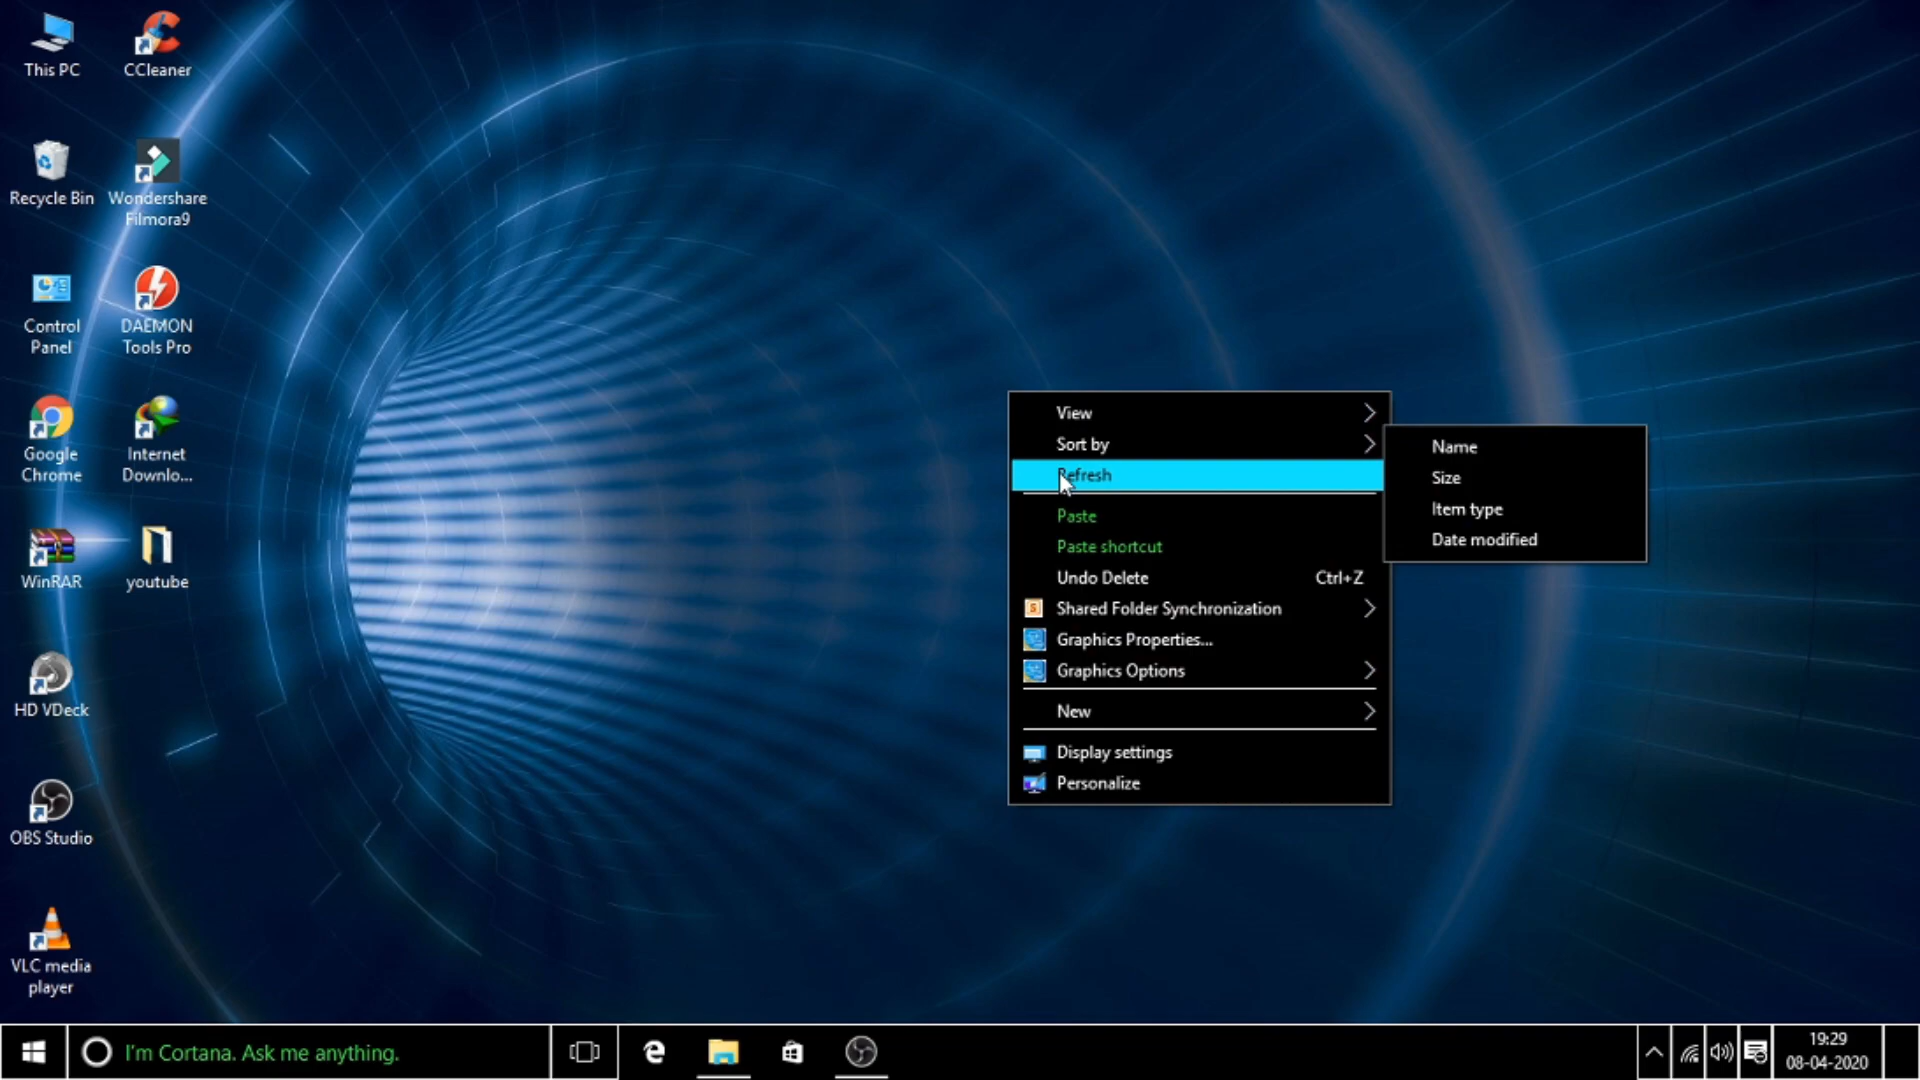 This PC
CCleaner
Recycle Bin
Wondershare
Filmora9
Control
Panel
DAEMON
Tools Pro
Google
Chrome
Internet
Downlo...
WinRAR
youtube
HD VDeck
OBS Studio
VLC media
player
View
Sort by
Refresh
Paste
Paste shortcut
Undo Delete Ctrl+Z
Shared Folder Synchronization
Graphics Properties...
Graphics Options
New
Display settings
Personalize
Name
Size
Item type
Date modified
I'm Cortana. Ask me anything.
19:29
08-04-2020